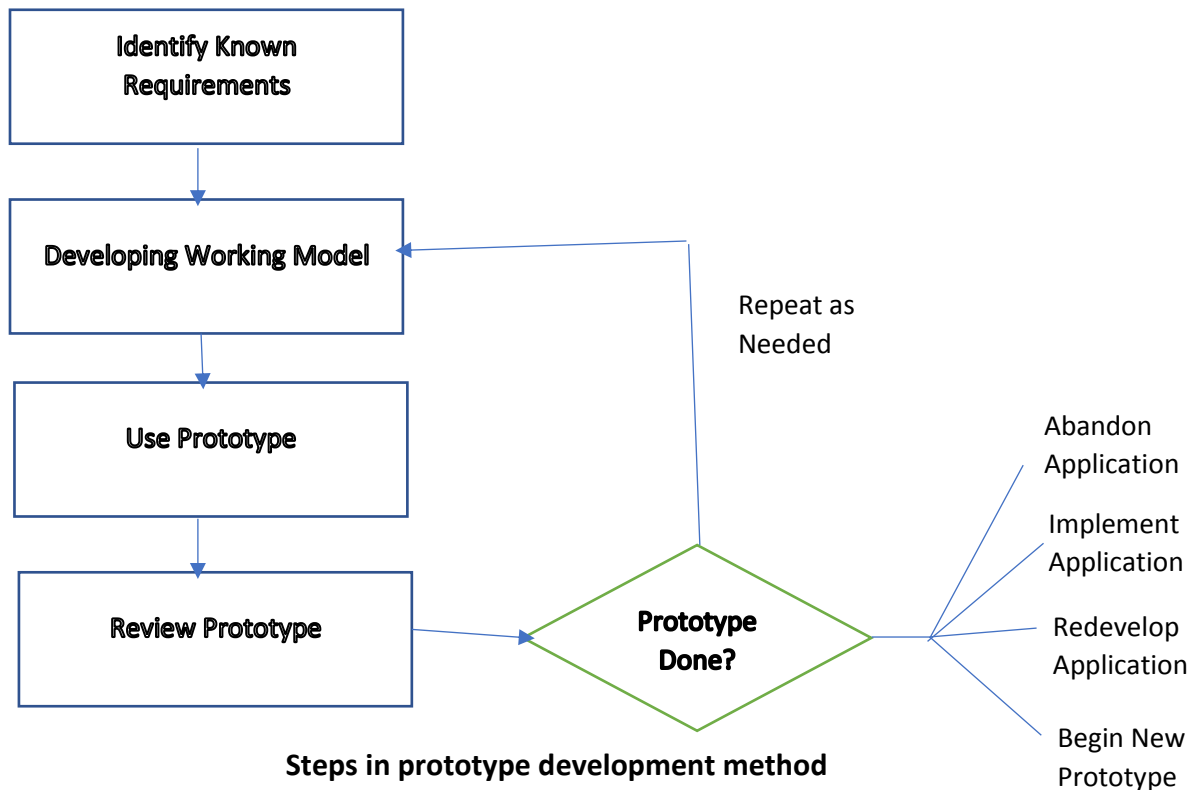 Identify Known
Requirements
Developing Working Model
Repeat as
Needed
Use Prototype
Abandon
Application
Implement
Application
Review Prototype
Prototype
Done?
Redevelop
Application
Begin New
Prototype
Steps in prototype development method